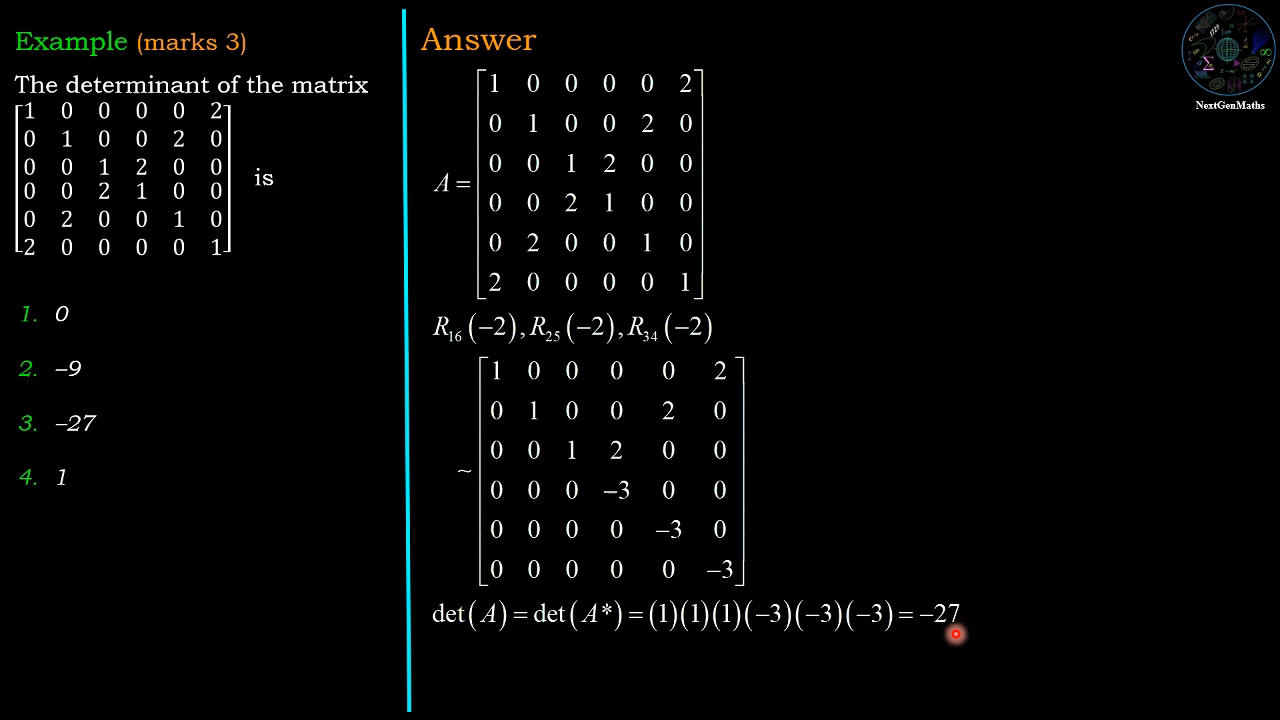 Example (marks 3)
The determinant of the matrix
1 0 0 0 0 2
0 1 0 0 2 0
0 0 1 2 0 0
0 0 2 1 0 0
0 2 0 0 1 0
2 0 0 0 0 1
is
1. 0
2. –9
3. –27
4. 1
Answer
A =
1 0 0 0 0 2
0 1 0 0 2 0
0 0 1 2 0 0
0 0 2 1 0 0
0 2 0 0 1 0
2 0 0 0 0 1
R₁₆(−2), R₂₅(−2), R₃₄(−2)
~
1 0 0 0 0 2
0 1 0 0 2 0
0 0 1 2 0 0
0 0 0 −3 0 0
0 0 0 0 −3 0
0 0 0 0 0 −3
det(A) = det(A*) = (1)(1)(1)(−3)(−3)(−3) = −27
NextGenMaths